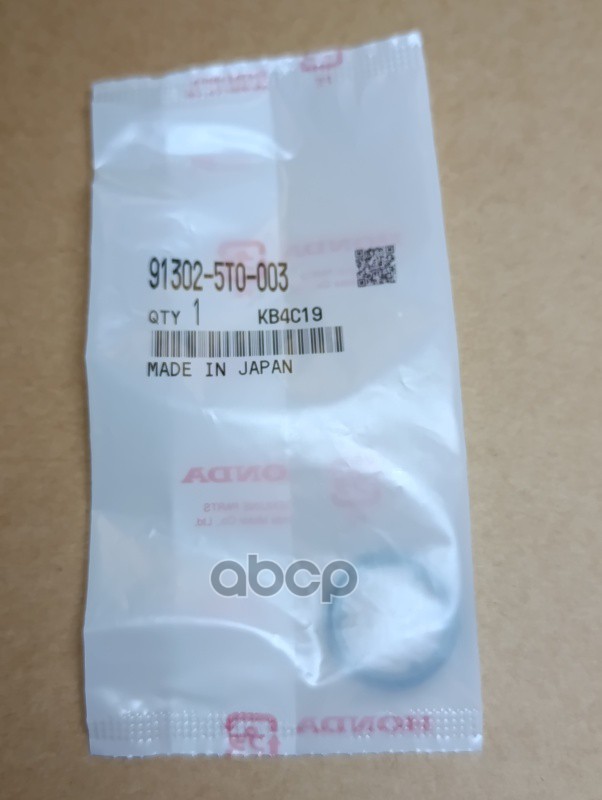 91302-5T0-003
QTY 1 KB4C19
MADE IN JAPAN
HONDA
abcp
HONDA